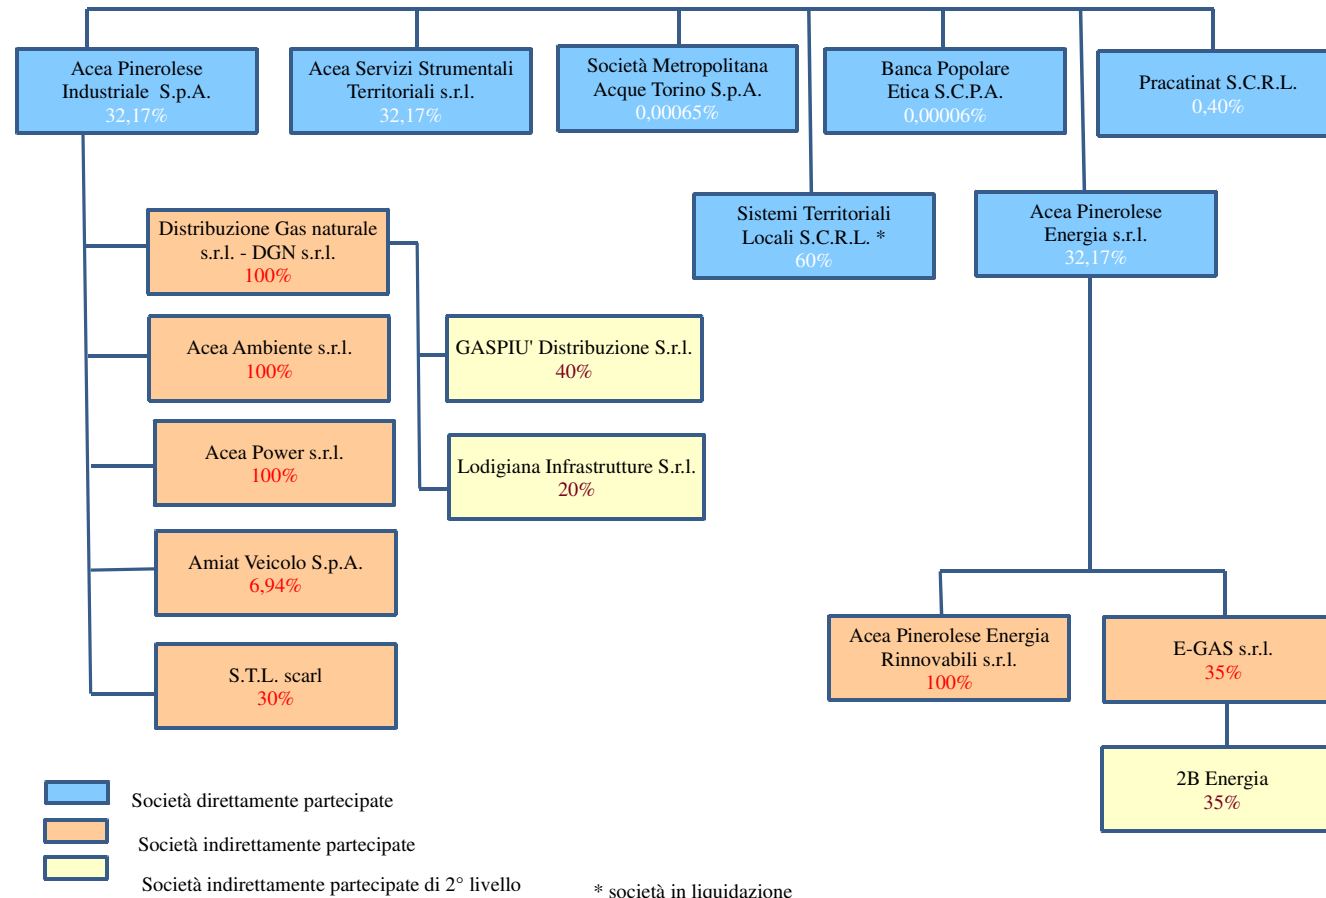 Acea Pinerolese
Industriale S.p.A.
32,17%
Acea Servizi Strumentali
Territoriali s.r.l.
32,17%
Società Metropolitana
Acque Torino S.p.A.
0,00065%
Banca Popolare
Etica S.C.P.A.
0,00006%
Pracatinat S.C.R.L.
0,40%
Sistemi Territoriali
Locali S.C.R.L. *
60%
Acea Pinerolese
Energia s.r.l.
32,17%
Distribuzione Gas naturale
s.r.l. - DGN s.r.l.
100%
Acea Ambiente s.r.l.
100%
GASPIU' Distribuzione S.r.l.
40%
Acea Power s.r.l.
100%
Lodigiana Infrastrutture S.r.l.
20%
Amiat Veicolo S.p.A.
6,94%
S.T.L. scarl
30%
Acea Pinerolese Energia
Rinnovabili s.r.l.
100%
E-GAS s.r.l.
35%
2B Energia
35%
Società direttamente partecipate
Società indirettamente partecipate
Società indirettamente partecipate di 2° livello
* società in liquidazione